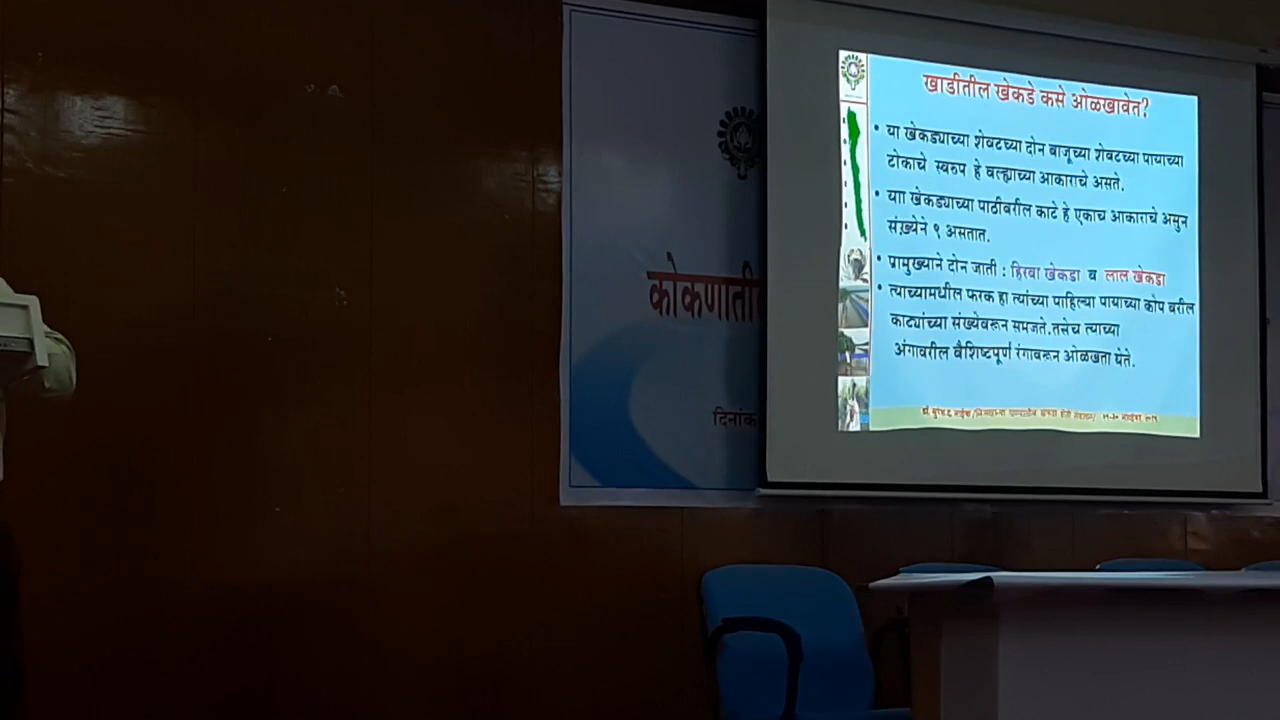 खाडीतील खेकडे कसे ओळखावेत?
• या खेकड्याच्या शेवटच्या दोन बाजूच्या शेवटच्या पायाच्या
टोकाचे स्वरुप हे वल्ह्याच्या आकाराचे असते.
• याा खेकड्याच्या पाठीवरील काटे हे एकाच आकाराचे असुन
संख़्येने ९ असतात.
• प्रामुख्याने दोन जाती : हिरवा खेकडा व लाल खेकडा
• त्याच्यामधील फरक हा त्यांच्या पाहिल्या पायाच्या कोप वरील
काट्यांच्या संख्येवरून समजते.तसेच त्याच्या
अंगावरील वैशिष्टपूर्ण रंगावरून ओळखता येते.
कोकणाती
दिनांक